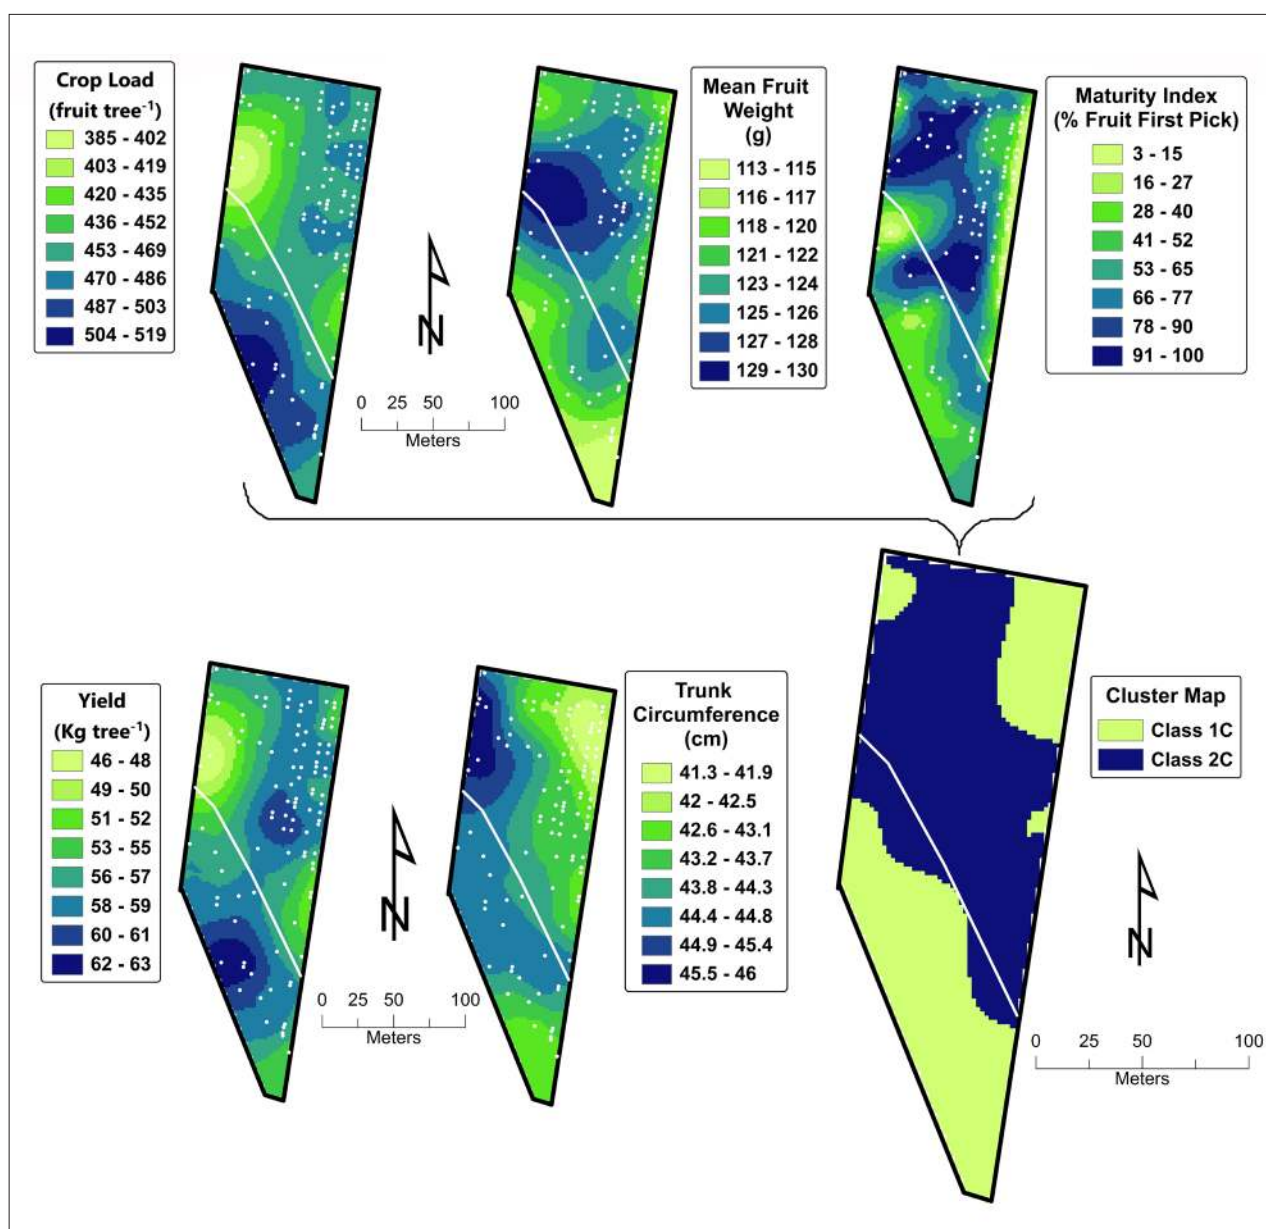 Crop Load
(fruit tree⁻¹)
385 - 402
403 - 419
420 - 435
436 - 452
453 - 469
470 - 486
487 - 503
504 - 519
N
0 25 50 100
Meters
Mean Fruit
Weight
(g)
113 - 115
116 - 117
118 - 120
121 - 122
123 - 124
125 - 126
127 - 128
129 - 130
Maturity Index
(% Fruit First Pick)
3 - 15
16 - 27
28 - 40
41 - 52
53 - 65
66 - 77
78 - 90
91 - 100
Yield
(Kg tree⁻¹)
46 - 48
49 - 50
51 - 52
53 - 55
56 - 57
58 - 59
60 - 61
62 - 63
N
0 25 50 100
Meters
Trunk
Circumference
(cm)
41.3 - 41.9
42 - 42.5
42.6 - 43.1
43.2 - 43.7
43.8 - 44.3
44.4 - 44.8
44.9 - 45.4
45.5 - 46
Cluster Map
Class 1C
Class 2C
N
0 25 50 100
Meters